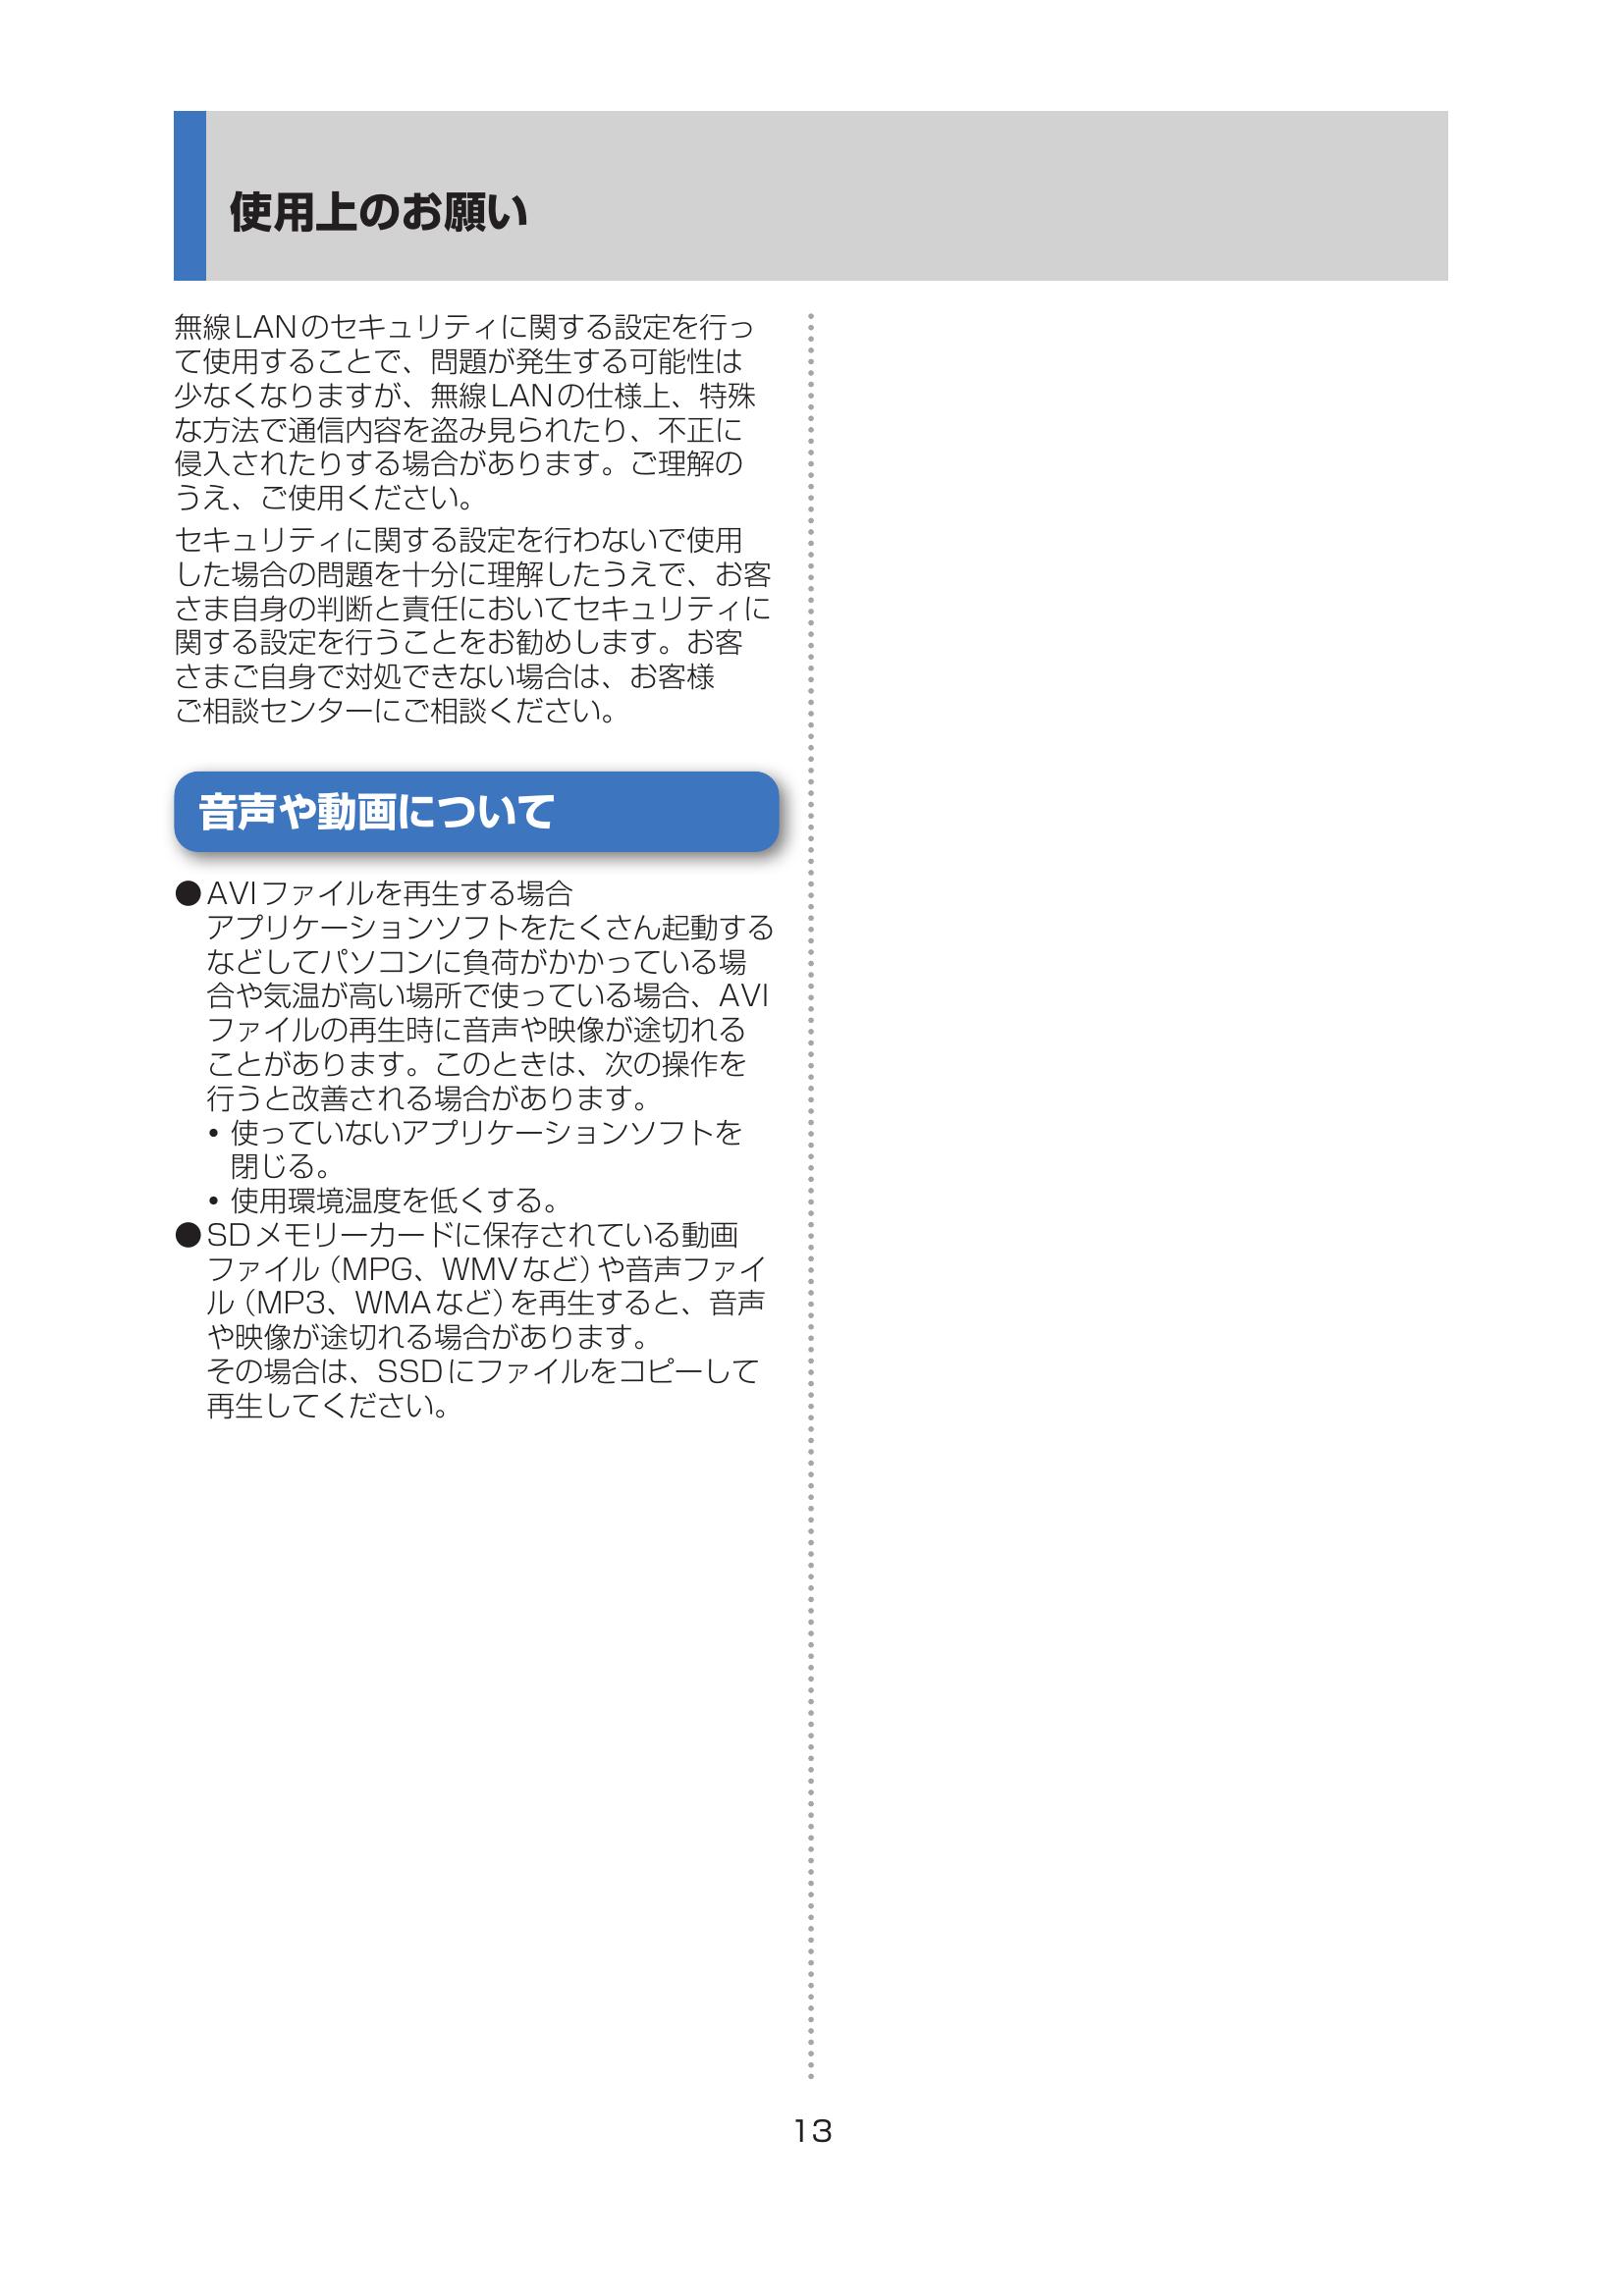 使用上のお願い
無線LANのセキュリティに関する設定を行っ
て使用することで、問題が発生する可能性は
少なくなりますが、無線LANの仕様上、特殊
な方法で通信内容を盗み見られたり、不正に
侵入されたりする場合があります。ご理解の
うえ、ご使用ください。
セキュリティに関する設定を行わないで使用
した場合の問題を十分に理解したうえで、お客
さま自身の判断と責任においてセキュリティに
関する設定を行うことをお勧めします。お客
さまご自身で対処できない場合は、お客様
ご相談センターにご相談ください。
音声や動画について
●AVIファイルを再生する場合
アプリケーションソフトをたくさん起動する
などしてパソコンに負荷がかかっている場
合や気温が高い場所で使っている場合、AVI
ファイルの再生時に音声や映像が途切れる
ことがあります。このときは、次の操作を
行うと改善される場合があります。
• 使っていないアプリケーションソフトを
閉じる。
• 使用環境温度を低くする。
●SDメモリーカードに保存されている動画
ファイル（MPG、WMVなど）や音声ファイ
ル（MP3、WMAなど）を再生すると、音声
や映像が途切れる場合があります。
その場合は、SSDにファイルをコピーして
再生してください。
13